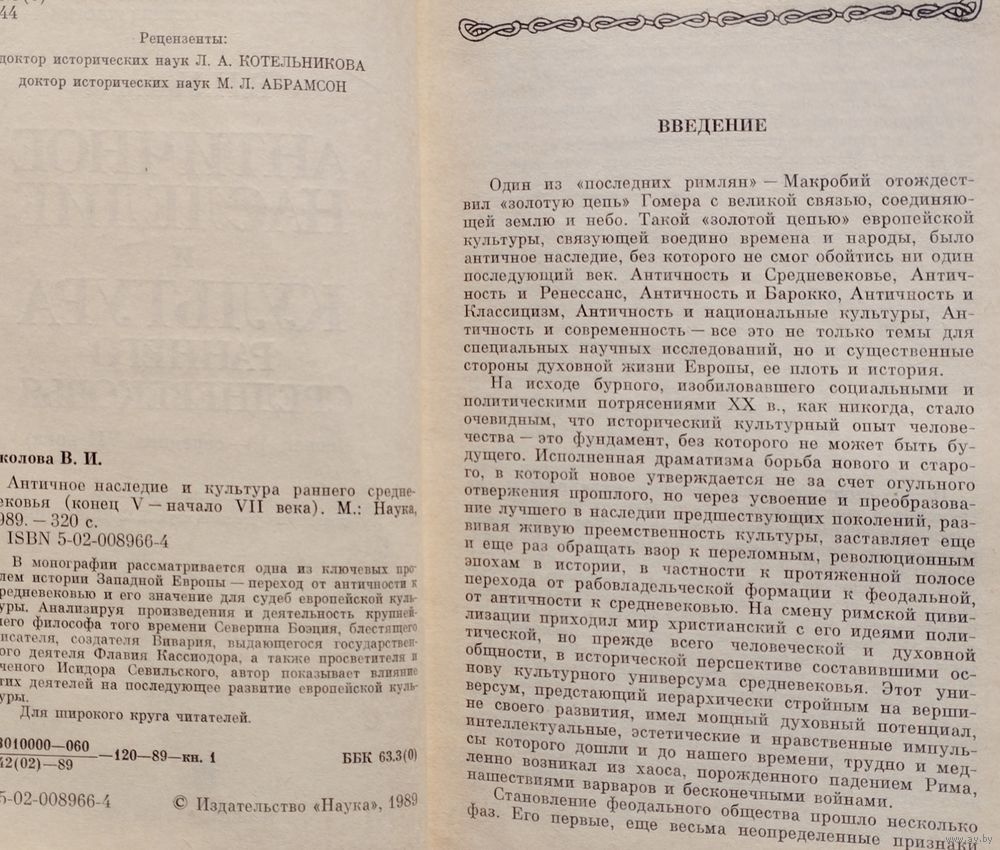 44
Рецензенты:
доктор исторических наук Л. А. КОТЕЛЬНИКОВА
доктор исторических наук М. Л. АБРАМСОН
колова В. И.
Античное наследие и культура раннего средне-
ековья (конец V — начало VII века). М.: Наука,
989. — 320 с.
ISBN 5-02-008966-4
В монографии рассматривается одна из ключевых про-
лем истории Западной Европы — переход от античности к
редневековью и его значение для судеб европейской куль-
уры. Анализируя произведения и деятельность крупней-
его философа того времени Северина Боэция, блестящего
исателя, создателя Вивария, выдающегося государствен-
ого деятеля Флавия Кассиодора, а также просветителя и
ченого Исидора Севильского, автор показывает влияние
тих деятелей на последующее развитие европейской куль-
уры.
Для широкого круга читателей.
3010000—060
42(02)—89
—120—89—кн. 1
ББК 63.3(0)
5-02-008966-4
© Издательство «Наука», 1989
ВВЕДЕНИЕ
Один из «последних римлян» — Макробий отождест-
вил «золотую цепь» Гомера с великой связью, соединяю-
щей землю и небо. Такой «золотой цепью» европейской
культуры, связующей воедино времена и народы, было
античное наследие, без которого не смог обойтись ни один
последующий век. Античность и Средневековье, Антич-
ность и Ренессанс, Античность и Барокко, Античность и
Классицизм, Античность и национальные культуры, Ан-
тичность и современность — все это не только темы для
специальных научных исследований, но и существенные
стороны духовной жизни Европы, ее плоть и история.
На исходе бурного, изобиловавшего социальными и
политическими потрясениями XX в., как никогда, стало
очевидным, что исторический культурный опыт челове-
чества — это фундамент, без которого не может быть бу-
дущего. Исполненная драматизма борьба нового и старо-
го, в которой новое утверждается не за счет огульного
отвержения прошлого, но через усвоение и преобразова-
ние лучшего в наследии предшествующих поколений, раз-
вивая живую преемственность культуры, заставляет еще
и еще раз обращать взор к переломным, революционным
эпохам в истории, в частности к протяженной полосе
перехода от рабовладельческой формации к феодальной,
от античности к средневековью. На смену римской циви-
лизации приходил мир христианский с его идеями поли-
тической, но прежде всего человеческой и духовной
общности, в исторической перспективе составившими ос-
нову культурного универсума средневековья. Этот уни-
версум, предстающий иерархически стройным на верши-
не своего развития, имел мощный духовный потенциал,
интеллектуальные, эстетические и нравственные импуль-
сы которого дошли и до нашего времени, трудно и мед-
ленно возникал из хаоса, порожденного падением Рима,
нашествиями варваров и бесконечными войнами.
Становление феодального общества прошло несколько
фаз. Его первые, еще весьма неопределенные признаки
www.ay.by